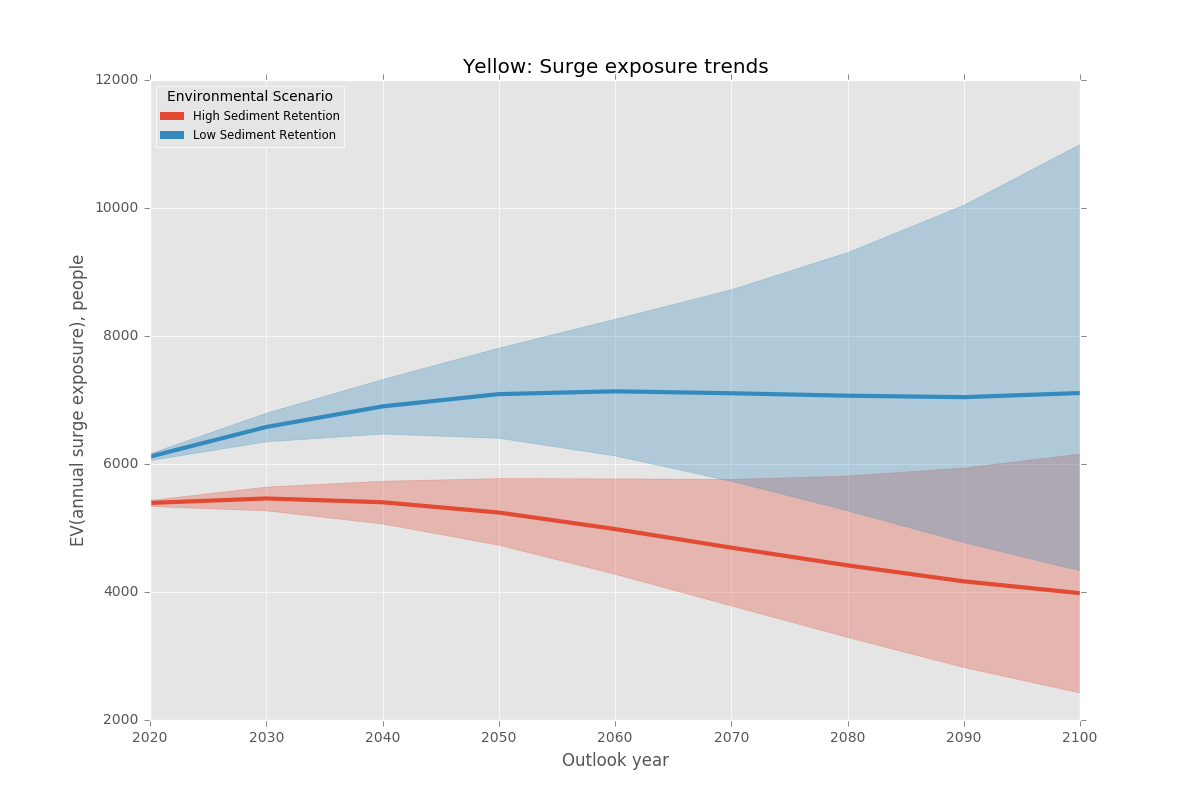 Yellow: Surge exposure trends
12000
10000
8000
6000
4000
2000
EV(annual surge exposure), people
Environmental Scenario
High Sediment Retention
Low Sediment Retention
2020 2030 2040 2050 2060 2070 2080 2090 2100
Outlook year